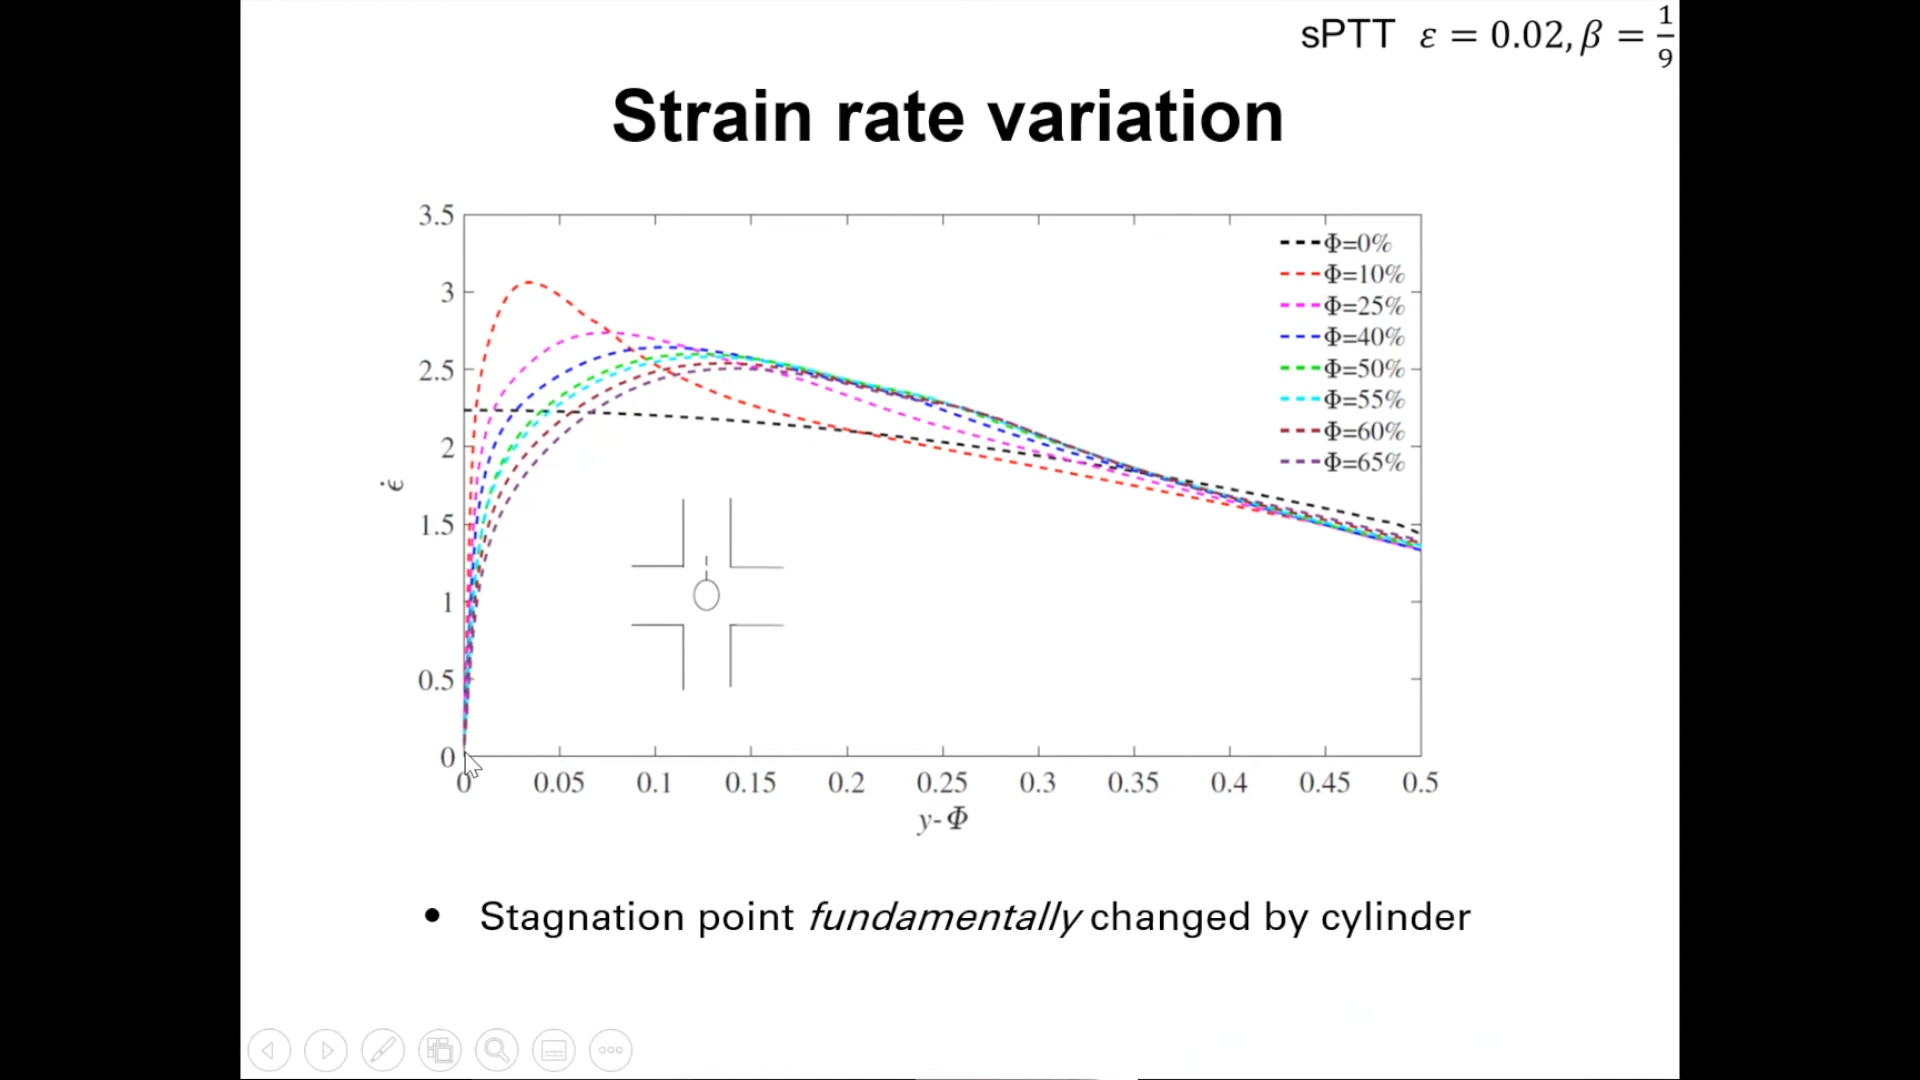 sPTT ε = 0.02, β = 1/9
Strain rate variation
3.5
3
2.5
2
1.5
1
0.5
0
ε̇
Φ=0%
Φ=10%
Φ=25%
Φ=40%
Φ=50%
Φ=55%
Φ=60%
Φ=65%
0 0.05 0.1 0.15 0.2 0.25 0.3 0.35 0.4 0.45 0.5
y-Φ
• Stagnation point fundamentally changed by cylinder